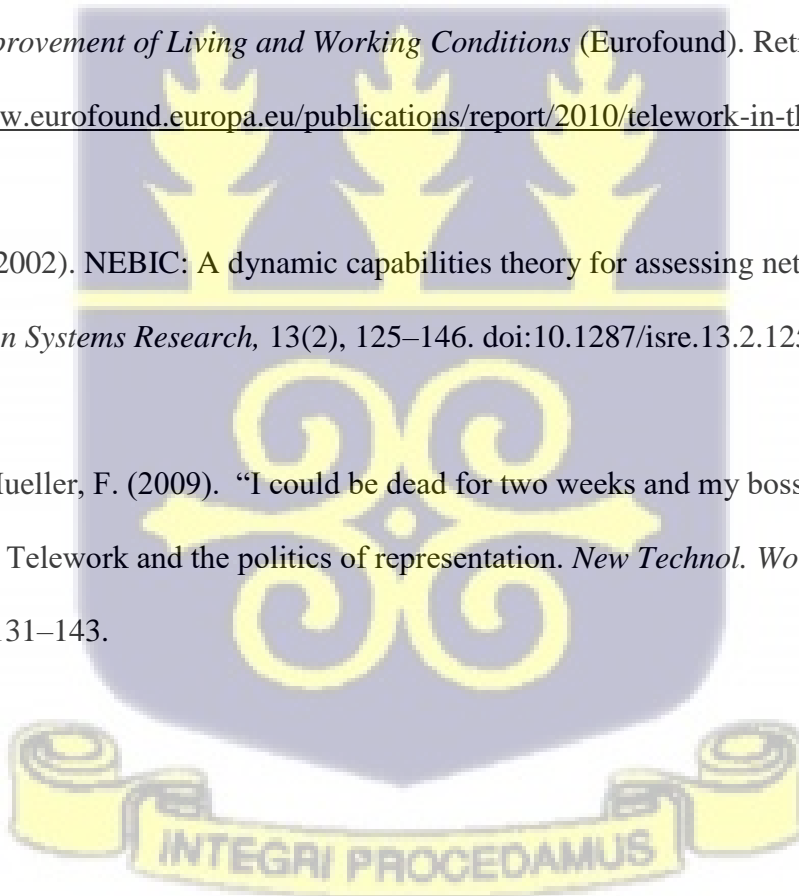 provement of Living and Working Conditions (Eurofound). Ret
w.eurofound.europa.eu/publications/report/2010/telework-in-th
2002). NEBIC: A dynamic capabilities theory for assessing net
n Systems Research, 13(2), 125–146. doi:10.1287/isre.13.2.125
Mueller, F. (2009). “I could be dead for two weeks and my boss
Telework and the politics of representation. New Technol. Wo
131–143.
INTEGRI PROCEDAMUS